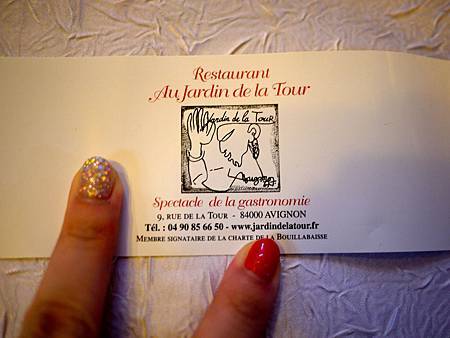 Restaurant
Au Jardin de la Tour
Jardin de la Tour
Avignon
Spectacle de la gastronomie
9, RUE DE LA TOUR - 84000 AVIGNON
Tél. : 04 90 85 66 50 - www.jardindelatour.fr
MEMBRE SIGNATAIRE DE LA CHARTE DE LA BOUILLABAISSE